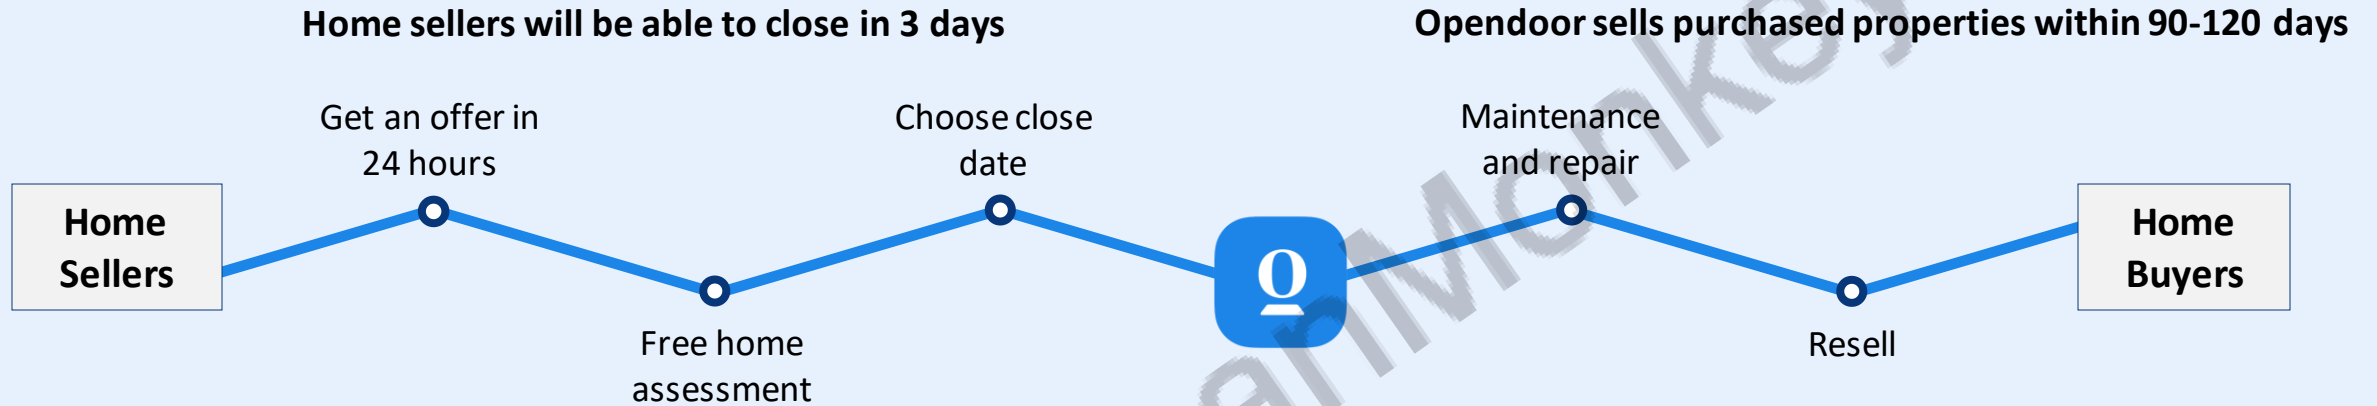 Home sellers will be able to close in 3 days
Opendoor sells purchased properties within 90-120 days
Get an offer in
24 hours
Choose close
date
Maintenance
and repair
Home
Sellers
Home
Buyers
Free home
assessment
Resell